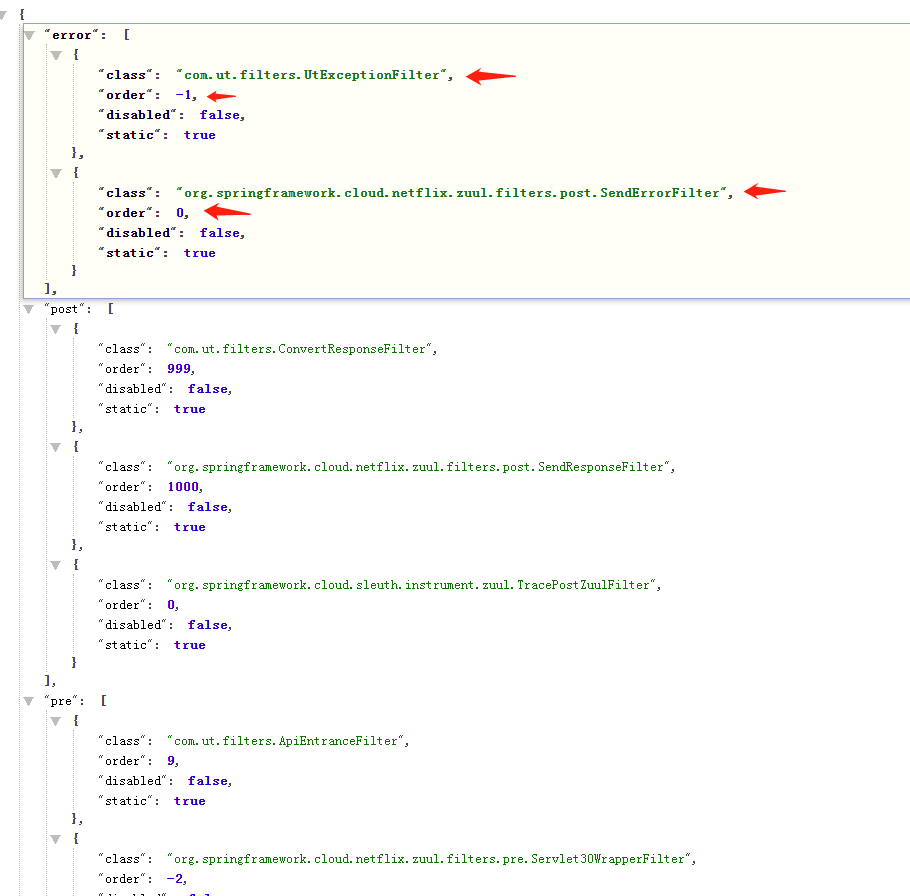 {
"error": [
{
"class": "com.ut.filters.UtExceptionFilter",
"order": -1,
"disabled": false,
"static": true
},
{
"class": "org.springframework.cloud.netflix.zuul.filters.post.SendErrorFilter",
"order": 0,
"disabled": false,
"static": true
}
],
"post": [
{
"class": "com.ut.filters.ConvertResponseFilter",
"order": 999,
"disabled": false,
"static": true
},
{
"class": "org.springframework.cloud.netflix.zuul.filters.post.SendResponseFilter",
"order": 1000,
"disabled": false,
"static": true
},
{
"class": "org.springframework.cloud.sleuth.instrument.zuul.TracePostZuulFilter",
"order": 0,
"disabled": false,
"static": true
}
],
"pre": [
{
"class": "com.ut.filters.ApiEntranceFilter",
"order": 9,
"disabled": false,
"static": true
},
{
"class": "org.springframework.cloud.netflix.zuul.filters.pre.Servlet30WrapperFilter",
"order": -2,